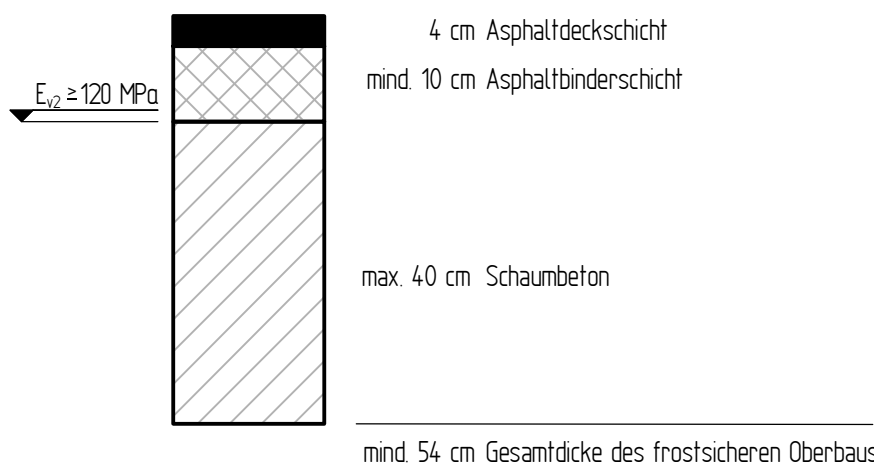 4 cm Asphaltdeckschicht
mind. 10 cm Asphaltbinderschicht
Ev2 ≥120 MPa
max. 40 cm Schaumbeton
mind. 54 cm Gesamtdicke des frostsicheren Oberbaus